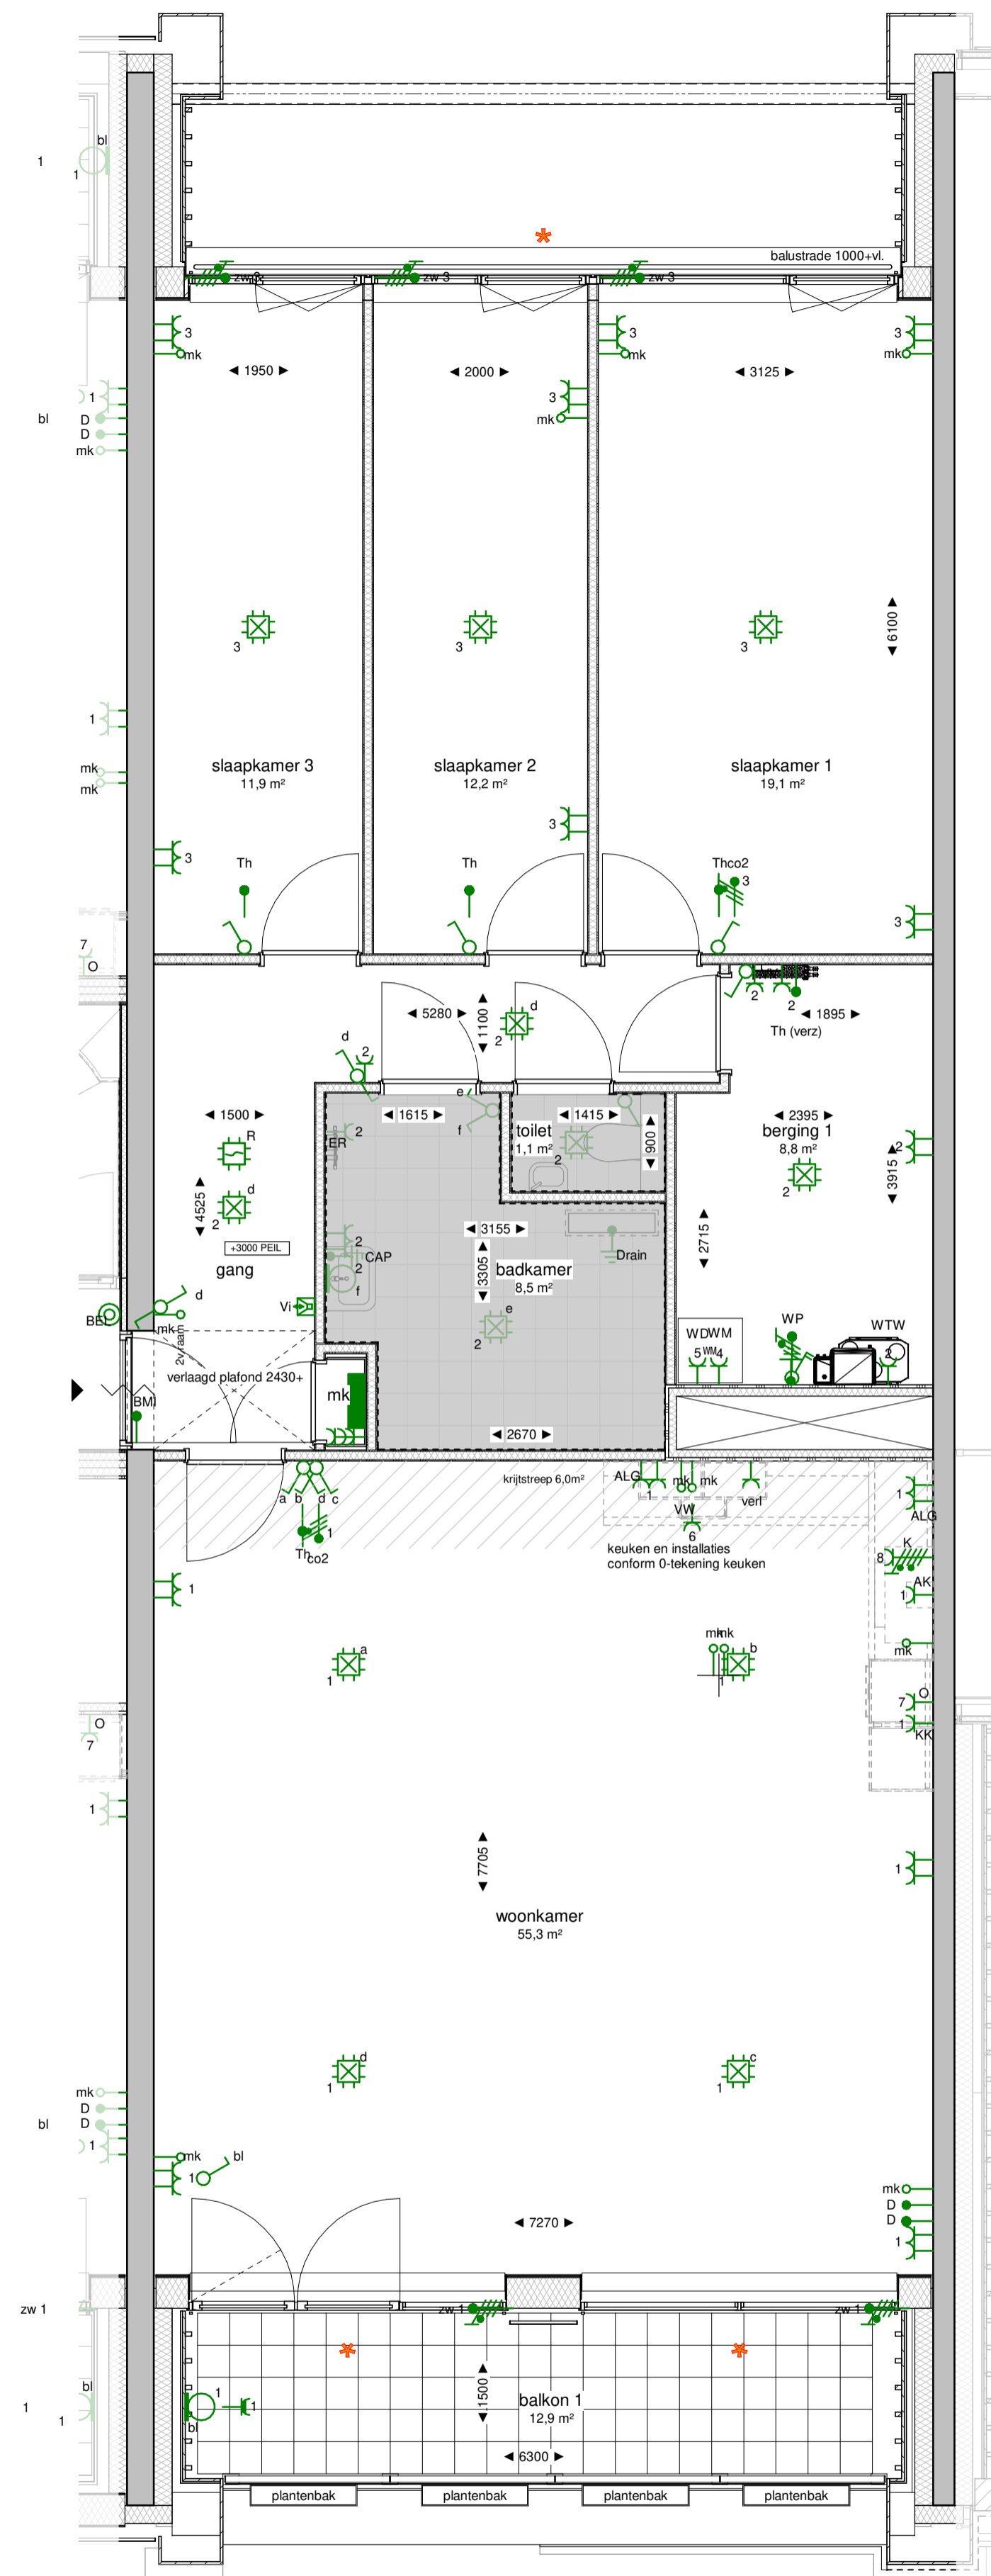 bl
1
1
balustrade 1000+vl.
zw 3
zw 3
zw 3
3
mk
3
mk
3
mk
1950
2000
3125
1
bl
D
D
mk
3
mk
6100
3
3
3
1
mk
mk
slaapkamer 3
11,9 m²
slaapkamer 2
12,2 m²
slaapkamer 1
19,1 m²
3
3
Th
Th
Thco2
3
3
7
O
5280
1100
d
2
2
2
1895
Th (verz)
d
2
e
f
1500
1615
1415
2395
R
ER
2
toilet
1,1 m²
2
900
berging 1
8,8 m²
2
3915
2
4525
d
2
+3000 PEIL
gang
3155
3305
2
CAP
2
f
badkamer
8,5 m²
Drain
2715
BEL
d
mk
2v raam
Vi
e
2
WDWM
5
WM
4
WP
WTW
2
verlaagd plafond 2430+
x
BMI
mk
2670
krijtstreep 6,0m²
a
b
d
c
1
Th
co2
ALG
1
mk
mk
VW
6
verl
keuken en installaties
conform 0-tekening keuken
1
ALG
K
8
AK
1
mk
1
a
1
mk
mk
b
1
O
7
1
KK
O
7
1
7705
1
woonkamer
55,3 m²
d
1
c
1
mk
D
D
bl
1
mk
1
bl
mk
D
D
1
7270
zw 1
zw 1
zw 1
bl
1
1
1
bl
1
1500
balkon 1
12,9 m²
6300
plantenbak
plantenbak
plantenbak
plantenbak